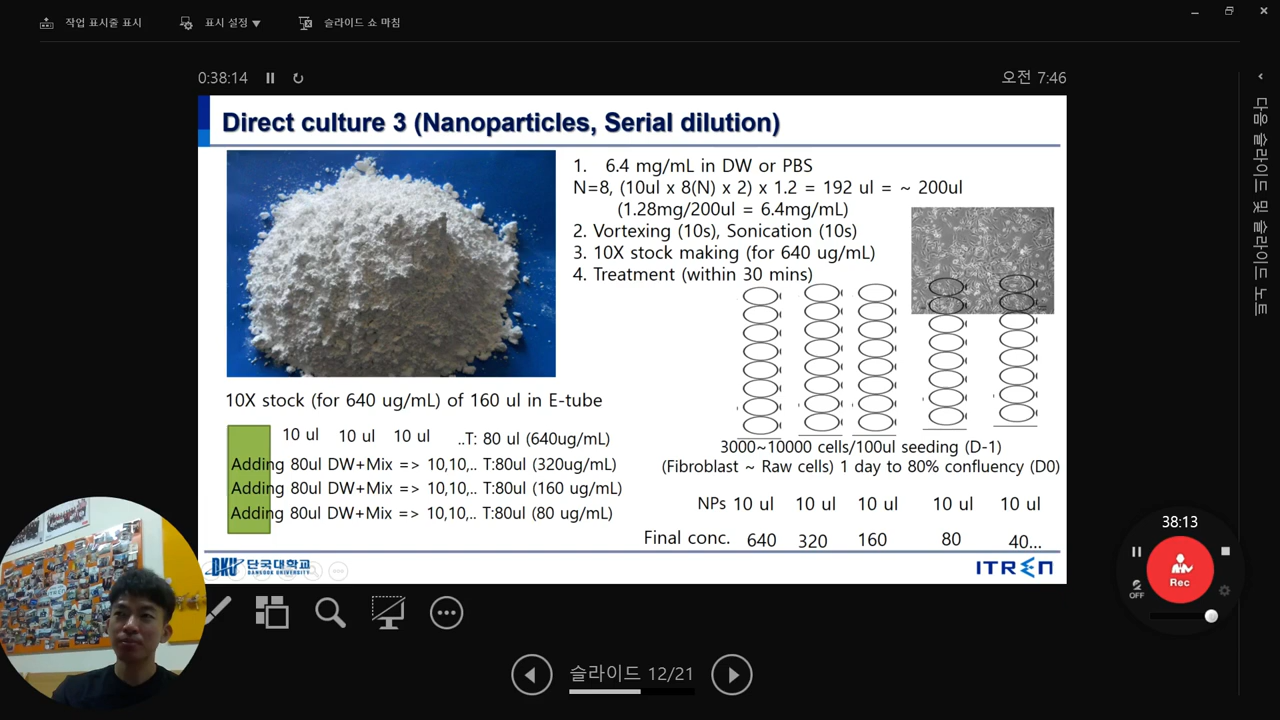 작업 표시줄 표시
표시 설정 ▼
슬라이드 쇼 마침
0:38:14
오전 7:46
다음 슬라이드 및 슬라이드 노트
Direct culture 3 (Nanoparticles, Serial dilution)
1. 6.4 mg/mL in DW or PBS
N=8, (10ul x 8(N) x 2) x 1.2 = 192 ul = ~ 200ul
(1.28mg/200ul = 6.4mg/mL)
2. Vortexing (10s), Sonication (10s)
3. 10X stock making (for 640 ug/mL)
4. Treatment (within 30 mins)
10X stock (for 640 ug/mL) of 160 ul in E-tube
10 ul 10 ul 10 ul ..T: 80 ul (640ug/mL)
Adding 80ul DW+Mix => 10,10,.. T:80ul (320ug/mL)
Adding 80ul DW+Mix => 10,10,.. T:80ul (160 ug/mL)
Adding 80ul DW+Mix => 10,10,.. T:80ul (80 ug/mL)
3000~10000 cells/100ul seeding (D-1)
(Fibroblast ~ Raw cells) 1 day to 80% confluency (D0)
NPs 10 ul 10 ul 10 ul 10 ul 10 ul
Final conc. 640 320 160 80 40...
DKU 단국대학교
DANKOOK UNIVERSITY
ITREN
38:13
Rec
OFF
슬라이드 12/21